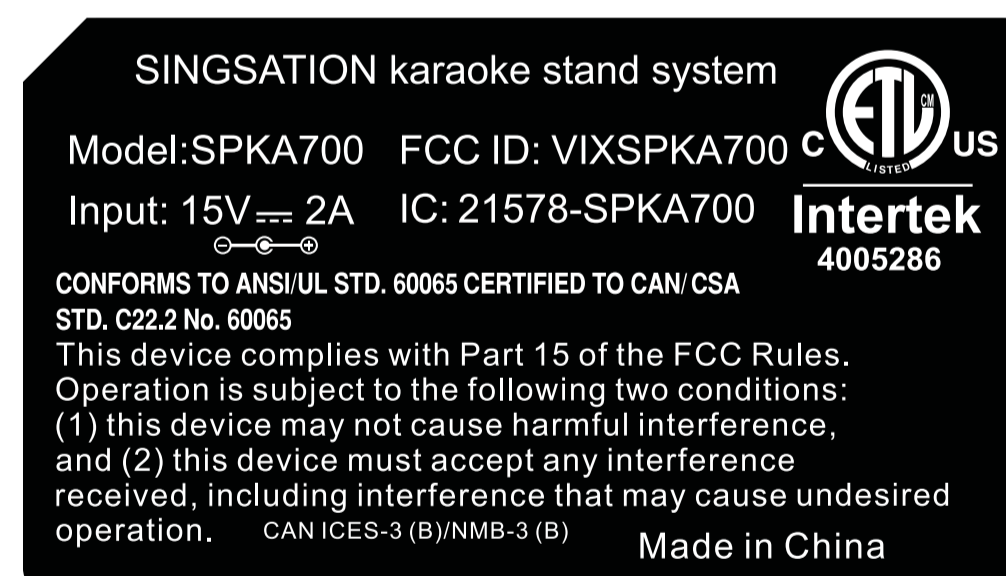 SINGSATION karaoke stand system
Model:SPKA700 FCC ID: VIXSPKA700
Input: 15V⎓ 2A IC: 21578-SPKA700
C ETL CM LISTED US
Intertek
4005286
CONFORMS TO ANSI/UL STD. 60065 CERTIFIED TO CAN/ CSA
STD. C22.2 No. 60065
This device complies with Part 15 of the FCC Rules.
Operation is subject to the following two conditions:
(1) this device may not cause harmful interference,
and (2) this device must accept any interference
received, including interference that may cause undesired
operation. CAN ICES-3 (B)/NMB-3 (B)
Made in China